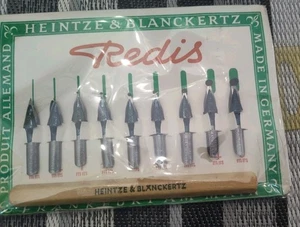 HEINTZE & BLANCKERTZ
Redis
PRODUIT ALLEMAND
MADE IN GERMANY
HEINTZE & BLANCKERTZ